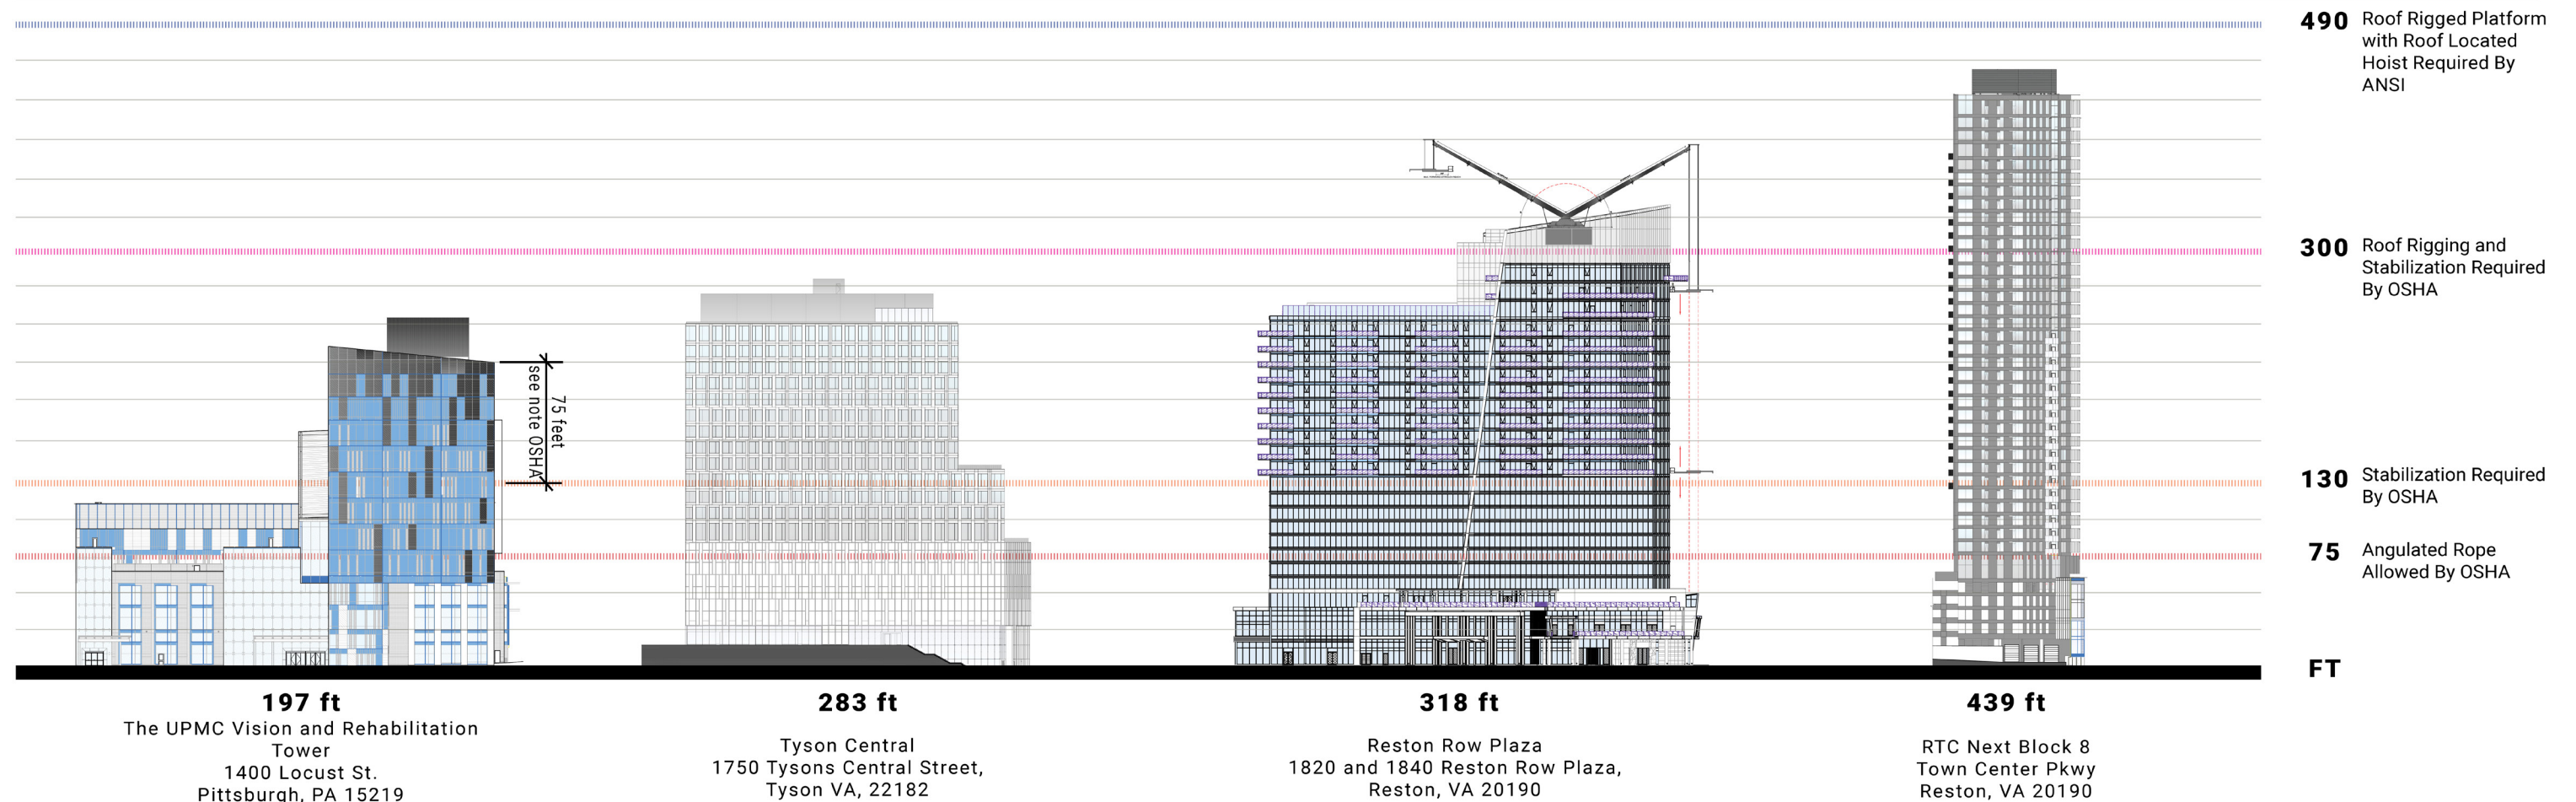 490
Roof Rigged Platform
with Roof Located
Hoist Required By
ANSI
300
Roof Rigging and
Stabilization Required
By OSHA
130
Stabilization Required
By OSHA
75
Angulated Rope
Allowed By OSHA
FT
75 feet
see note OSHA
197 ft
The UPMC Vision and Rehabilitation
Tower
1400 Locust St.
Pittsburgh, PA 15219
283 ft
Tyson Central
1750 Tysons Central Street,
Tyson VA, 22182
318 ft
Reston Row Plaza
1820 and 1840 Reston Row Plaza,
Reston, VA 20190
439 ft
RTC Next Block 8
Town Center Pkwy
Reston, VA 20190